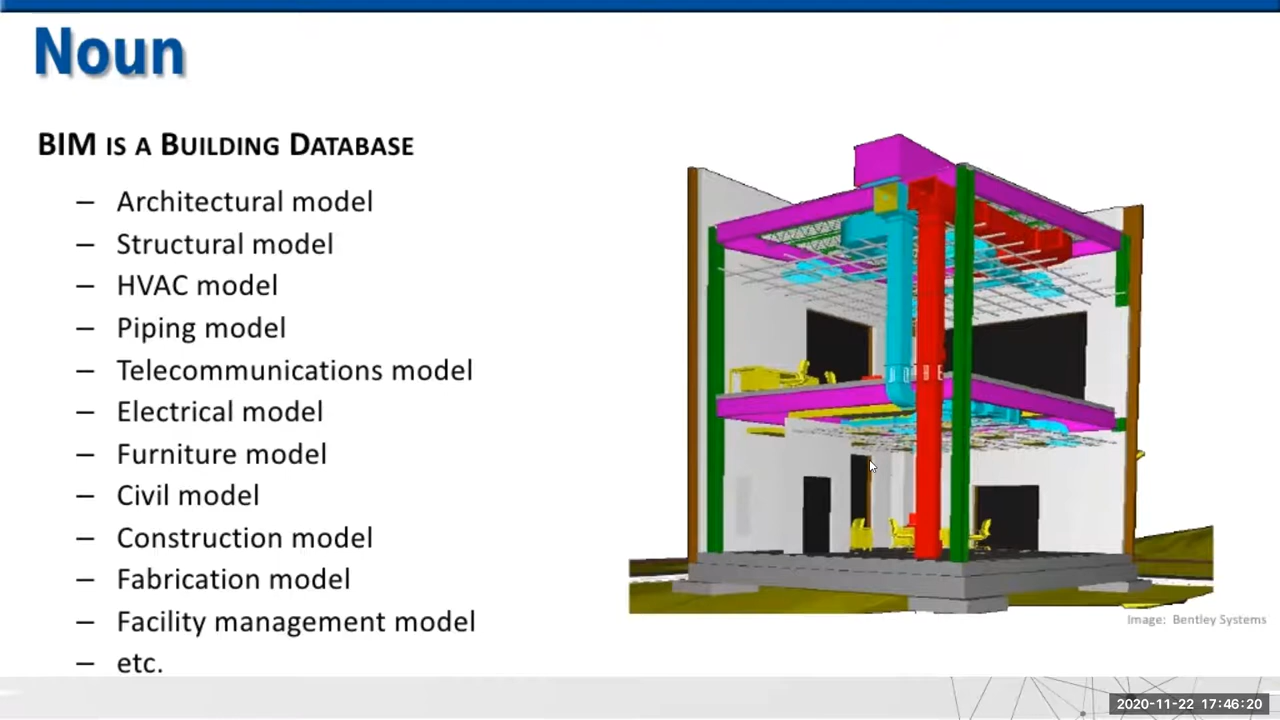 Noun
BIM IS A BUILDING DATABASE
– Architectural model
– Structural model
– HVAC model
– Piping model
– Telecommunications model
– Electrical model
– Furniture model
– Civil model
– Construction model
– Fabrication model
– Facility management model
– etc.
Image: Bentley Systems
2020-11-22 17:46:20